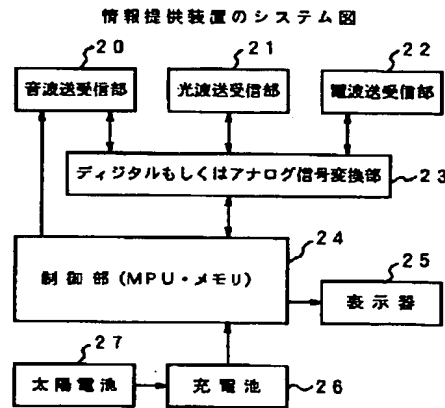 情報提供装置のシステム図
20 21 22
音波送受信部 光波送受信部 電波送受信部
ディジタルもしくはアナログ信号変換部
23
24
制御部(MPU・メモリ)
25
表示器
27
太陽電池 充電池
26